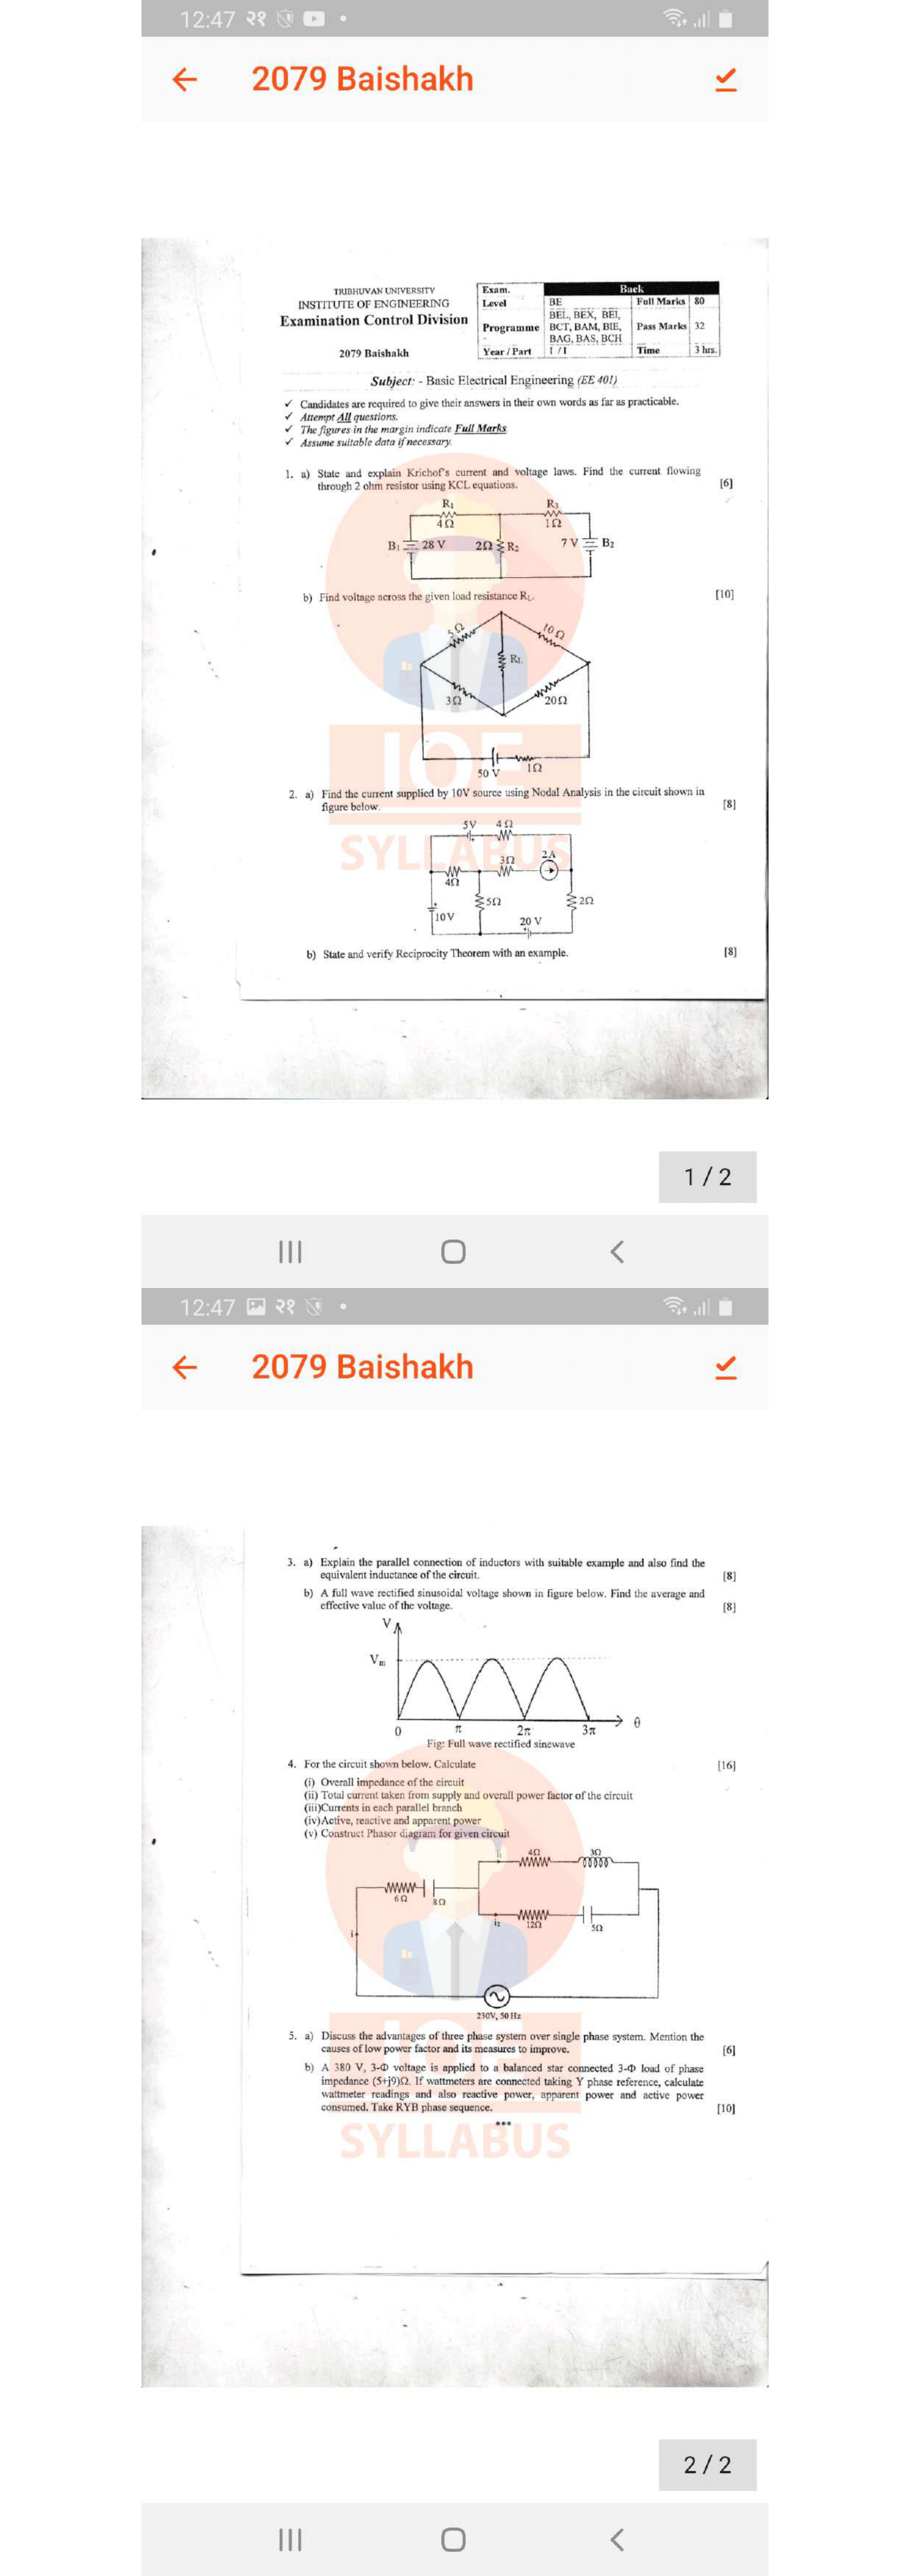 12:47 २१
2079 Baishakh
TRIBHUVAN UNIVERSITY
INSTITUTE OF ENGINEERING
Examination Control Division
2079 Baishakh
Exam. Back
Level BE Full Marks 80
Programme BEL, BEX, BEI, BCT, BAM, BIE, BAG, BAS, BCH Pass Marks 32
Year / Part I / I Time 3 hrs.
Subject: - Basic Electrical Engineering (EE 401)
✓ Candidates are required to give their answers in their own words as far as practicable.
✓ Attempt All questions.
✓ The figures in the margin indicate Full Marks
✓ Assume suitable data if necessary.
1. a) State and explain Krichof's current and voltage laws. Find the current flowing
through 2 ohm resistor using KCL equations. [6]
R1 R3
4Ω 1Ω
B1 28 V 2Ω R2 7 V B2
b) Find voltage across the given load resistance RL. [10]
5Ω 10Ω
RL
3Ω 20Ω
50 V 1Ω
IOE
2. a) Find the current supplied by 10V source using Nodal Analysis in the circuit shown in
figure below. [8]
SYLLABUS
5V 4Ω
3Ω 2A
4Ω
5Ω 2Ω
10V 20 V
b) State and verify Reciprocity Theorem with an example. [8]
1 / 2
12:47 २१
2079 Baishakh
3. a) Explain the parallel connection of inductors with suitable example and also find the
equivalent inductance of the circuit. [8]
b) A full wave rectified sinusoidal voltage shown in figure below. Find the average and
effective value of the voltage. [8]
V
Vm
0 π 2π 3π θ
Fig: Full wave rectified sinewave
4. For the circuit shown below, Calculate [16]
(i) Overall impedance of the circuit
(ii) Total current taken from supply and overall power factor of the circuit
(iii)Currents in each parallel branch
(iv)Active, reactive and apparent power
(v) Construct Phasor diagram for given circuit
i1 4Ω 3Ω
6Ω 8Ω
i2 12Ω 5Ω
i
230V, 50 Hz
IOE
5. a) Discuss the advantages of three phase system over single phase system. Mention the
causes of low power factor and its measures to improve. [6]
b) A 380 V, 3-Φ voltage is applied to a balanced star connected 3-Φ load of phase
impedance (5+j9)Ω. If wattmeters are connected taking Y phase reference, calculate
wattmeter readings and also reactive power, apparent power and active power
consumed. Take RYB phase sequence. [10]
***
SYLLABUS
2 / 2